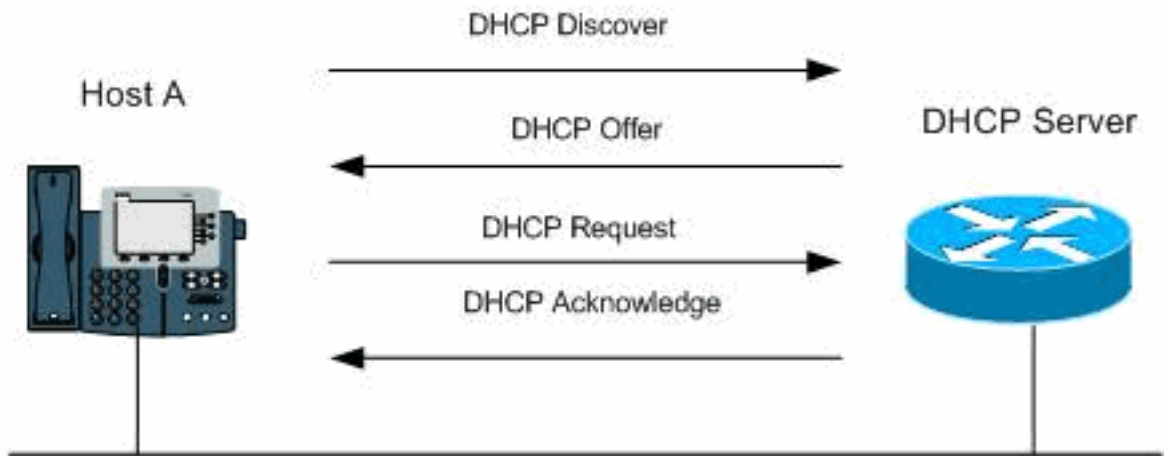 DHCP Discover
Host A
DHCP Offer
DHCP Server
DHCP Request
DHCP Acknowledge